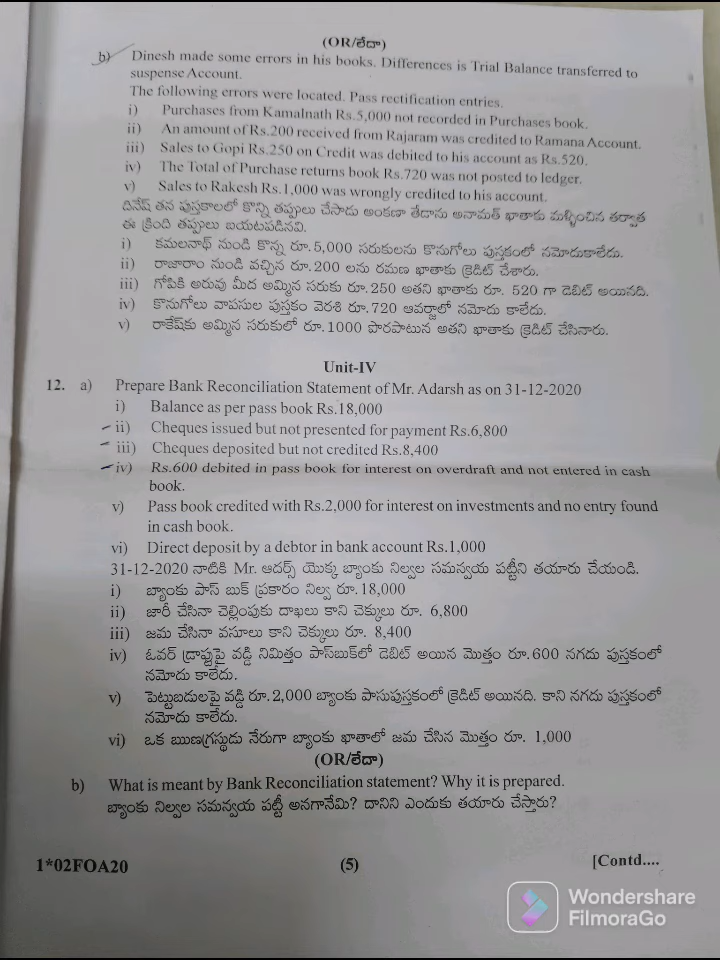 (OR/లేదా)
b) Dinesh made some errors in his books. Differences is Trial Balance transferred to
suspense Account.
The following errors were located. Pass rectification entries.
i) Purchases from Kamalnath Rs.5,000 not recorded in Purchases book.
ii) An amount of Rs.200 received from Rajaram was credited to Ramana Account.
iii) Sales to Gopi Rs.250 on Credit was debited to his account as Rs.520.
iv) The Total of Purchase returns book Rs.720 was not posted to ledger.
v) Sales to Rakesh Rs.1,000 was wrongly credited to his account.
దినేష్ తన పుస్తకాలలో కొన్ని తప్పులు చేసాడు అంకణా తేడాను అనామత్ ఖాతాకు మళ్ళించిన తర్వాత
ఈ క్రింది తప్పులు బయటపడినవి.
i) కమలనాథ్ నుండి కొన్న రూ.5,000 సరుకులను కొనుగోలు పుస్తకంలో నమోదుకాలేదు.
ii) రాజారాం నుండి వచ్చిన రూ.200 లను రమణ ఖాతాకు క్రెడిట్ చేశారు.
iii) గోపికి అరువు మీద అమ్మిన సరుకు రూ.250 అతని ఖాతాకు రూ. 520 గా డెబిట్ అయినది.
iv) కొనుగోలు వాపసుల పుస్తకం వెరశి రూ.720 ఆవర్జాలో నమోదు కాలేదు.
v) రాకేష్‌కు అమ్మిన సరుకులో రూ.1000 పొరపాటున అతని ఖాతాకు క్రెడిట్ చేసినారు.
Unit-IV
12. a) Prepare Bank Reconciliation Statement of Mr. Adarsh as on 31-12-2020
i) Balance as per pass book Rs.18,000
ii) Cheques issued but not presented for payment Rs.6,800
iii) Cheques deposited but not credited Rs.8,400
iv) Rs.600 debited in pass book for interest on overdraft and not entered in cash
book.
v) Pass book credited with Rs.2,000 for interest on investments and no entry found
in cash book.
vi) Direct deposit by a debtor in bank account Rs.1,000
31-12-2020 నాటికి Mr. ఆదర్స్ యొక్క బ్యాంకు నిల్వల సమన్వయ పట్టీని తయారు చేయండి.
i) బ్యాంకు పాస్ బుక్ ప్రకారం నిల్వ రూ.18,000
ii) జారీ చేసినా చెల్లింపుకు దాఖలు కాని చెక్కులు రూ. 6,800
iii) జమ చేసినా వసూలు కాని చెక్కులు రూ. 8,400
iv) ఓవర్ డ్రాఫ్టుపై వడ్డీ నిమిత్తం పాస్‌బుక్‌లో డెబిట్ అయిన మొత్తం రూ.600 నగదు పుస్తకంలో
నమోదు కాలేదు.
v) పెట్టుబడులపై వడ్డీ రూ.2,000 బ్యాంకు పాసుపుస్తకంలో క్రెడిట్ అయినది. కాని నగదు పుస్తకంలో
నమోదు కాలేదు.
vi) ఒక ఋణగ్రస్థుడు నేరుగా బ్యాంకు ఖాతాలో జమ చేసిన మొత్తం రూ. 1,000
(OR/లేదా)
b) What is meant by Bank Reconciliation statement? Why it is prepared.
బ్యాంకు నిల్వల సమన్వయ పట్టీ అనగానేమి? దానిని ఎందుకు తయారు చేస్తారు?
1*02FOA20 (5) [Contd....
Wondershare
FilmoraGo